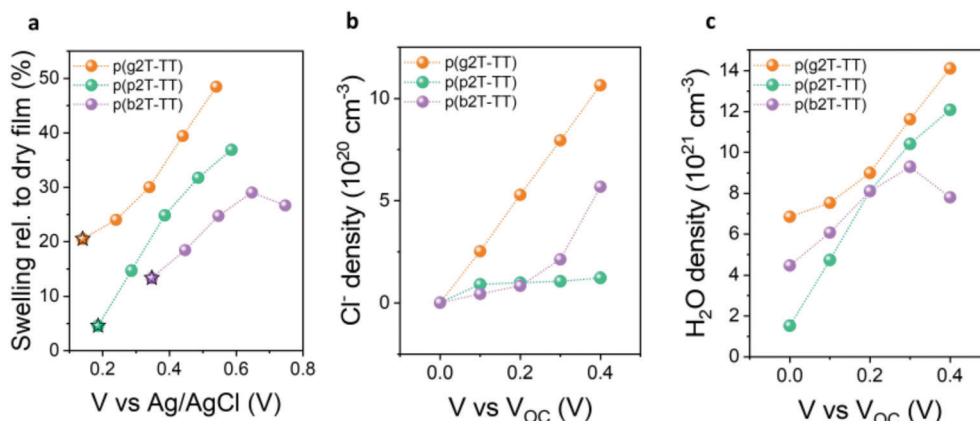 a
Swelling rel. to dry film (%)
50
40
30
20
10
0
p(g2T-TT)
p(p2T-TT)
p(b2T-TT)
0.2 0.4 0.6 0.8
V vs Ag/AgCl (V)
b
Cl⁻ density (10²⁰ cm⁻³)
10
5
0
p(g2T-TT)
p(p2T-TT)
p(b2T-TT)
0.0 0.2 0.4
V vs V_OC (V)
c
H₂O density (10²¹ cm⁻³)
14
12
10
8
6
4
2
0
p(g2T-TT)
p(p2T-TT)
p(b2T-TT)
0.0 0.2 0.4
V vs V_OC (V)